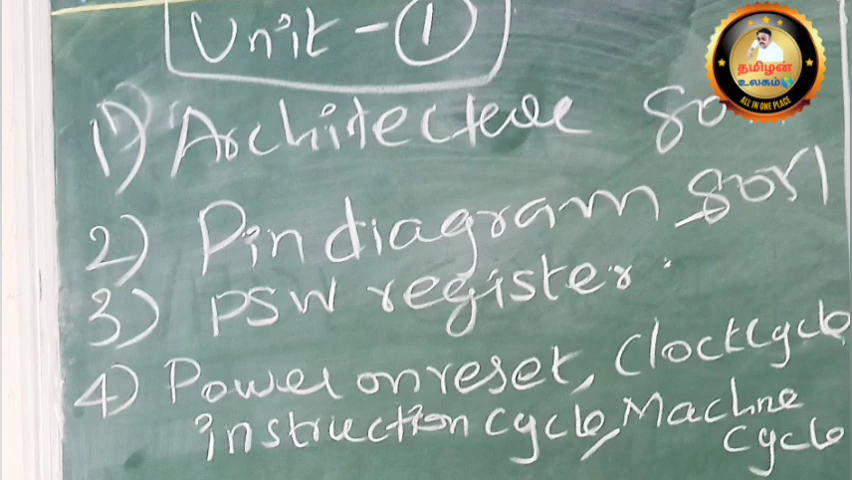 Unit - 1
1) Architecture 80
2) Pin diagram 8051
3) PSW register.
4) Power on reset, Clock cycle
instruction cycle, Machine
cycle
தமிழன்
உலகம்
ALL IN ONE PLACE